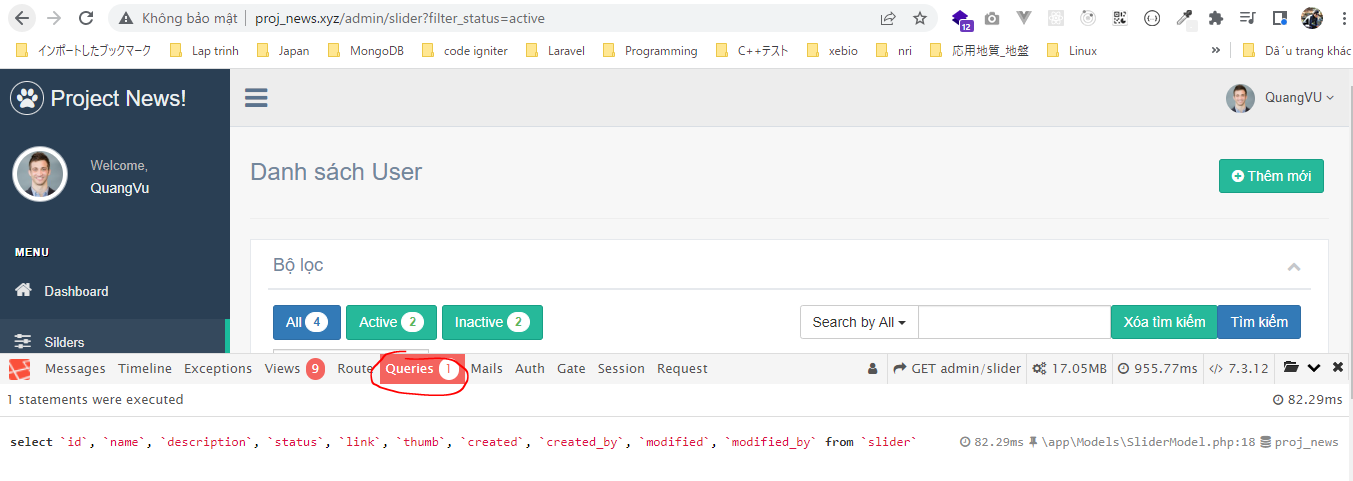 Không bảo mật | proj_news.xyz/admin/slider?filter_status=active
12
インポートしたブックマーク Lap trinh Japan MongoDB code igniter Laravel Programming C++テスト xebio nri 応用地質_地盤 Linux » Dấu trang khác
Project News!
QuangVU
Welcome,
QuangVu
Danh sách User
Thêm mới
MENU
Bộ lọc
Dashboard
All 4 Active 2 Inactive 2 Search by All Xóa tìm kiếm Tìm kiếm
Silders
Messages Timeline Exceptions Views 9 Route Queries 1 Mails Auth Gate Session Request GET admin/slider 17.05MB 955.77ms 7.3.12
1 statements were executed 82.29ms
select `id`, `name`, `description`, `status`, `link`, `thumb`, `created`, `created_by`, `modified`, `modified_by` from `slider` 82.29ms \app\Models\SliderModel.php:18 proj_news